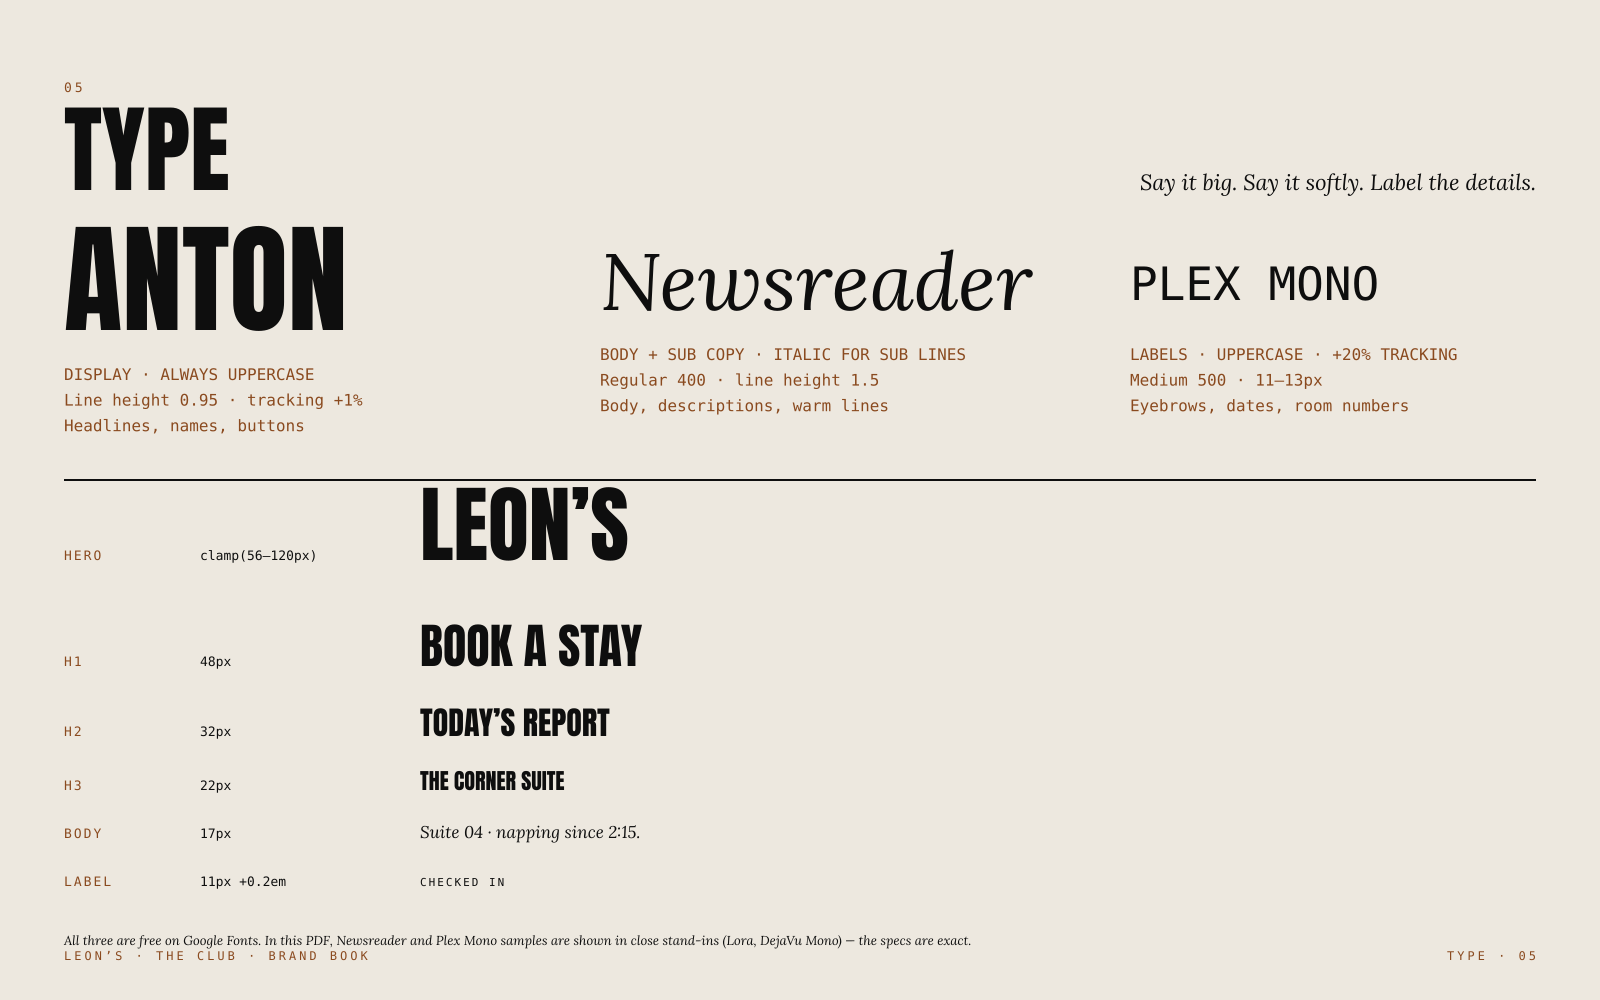 05
TYPE
Say it big. Say it softly. Label the details.
ANTON
DISPLAY · ALWAYS UPPERCASE
Line height 0.95 · tracking +1%
Headlines, names, buttons
Newsreader
BODY + SUB COPY · ITALIC FOR SUB LINES
Regular 400 · line height 1.5
Body, descriptions, warm lines
PLEX MONO
LABELS · UPPERCASE · +20% TRACKING
Medium 500 · 11–13px
Eyebrows, dates, room numbers
HERO clamp(56–120px) LEON’S
H1 48px BOOK A STAY
H2 32px TODAY’S REPORT
H3 22px THE CORNER SUITE
BODY 17px Suite 04 · napping since 2:15.
LABEL 11px +0.2em CHECKED IN
All three are free on Google Fonts. In this PDF, Newsreader and Plex Mono samples are shown in close stand-ins (Lora, DejaVu Mono) — the specs are exact.
LEON’S · THE CLUB · BRAND BOOK
TYPE · 05